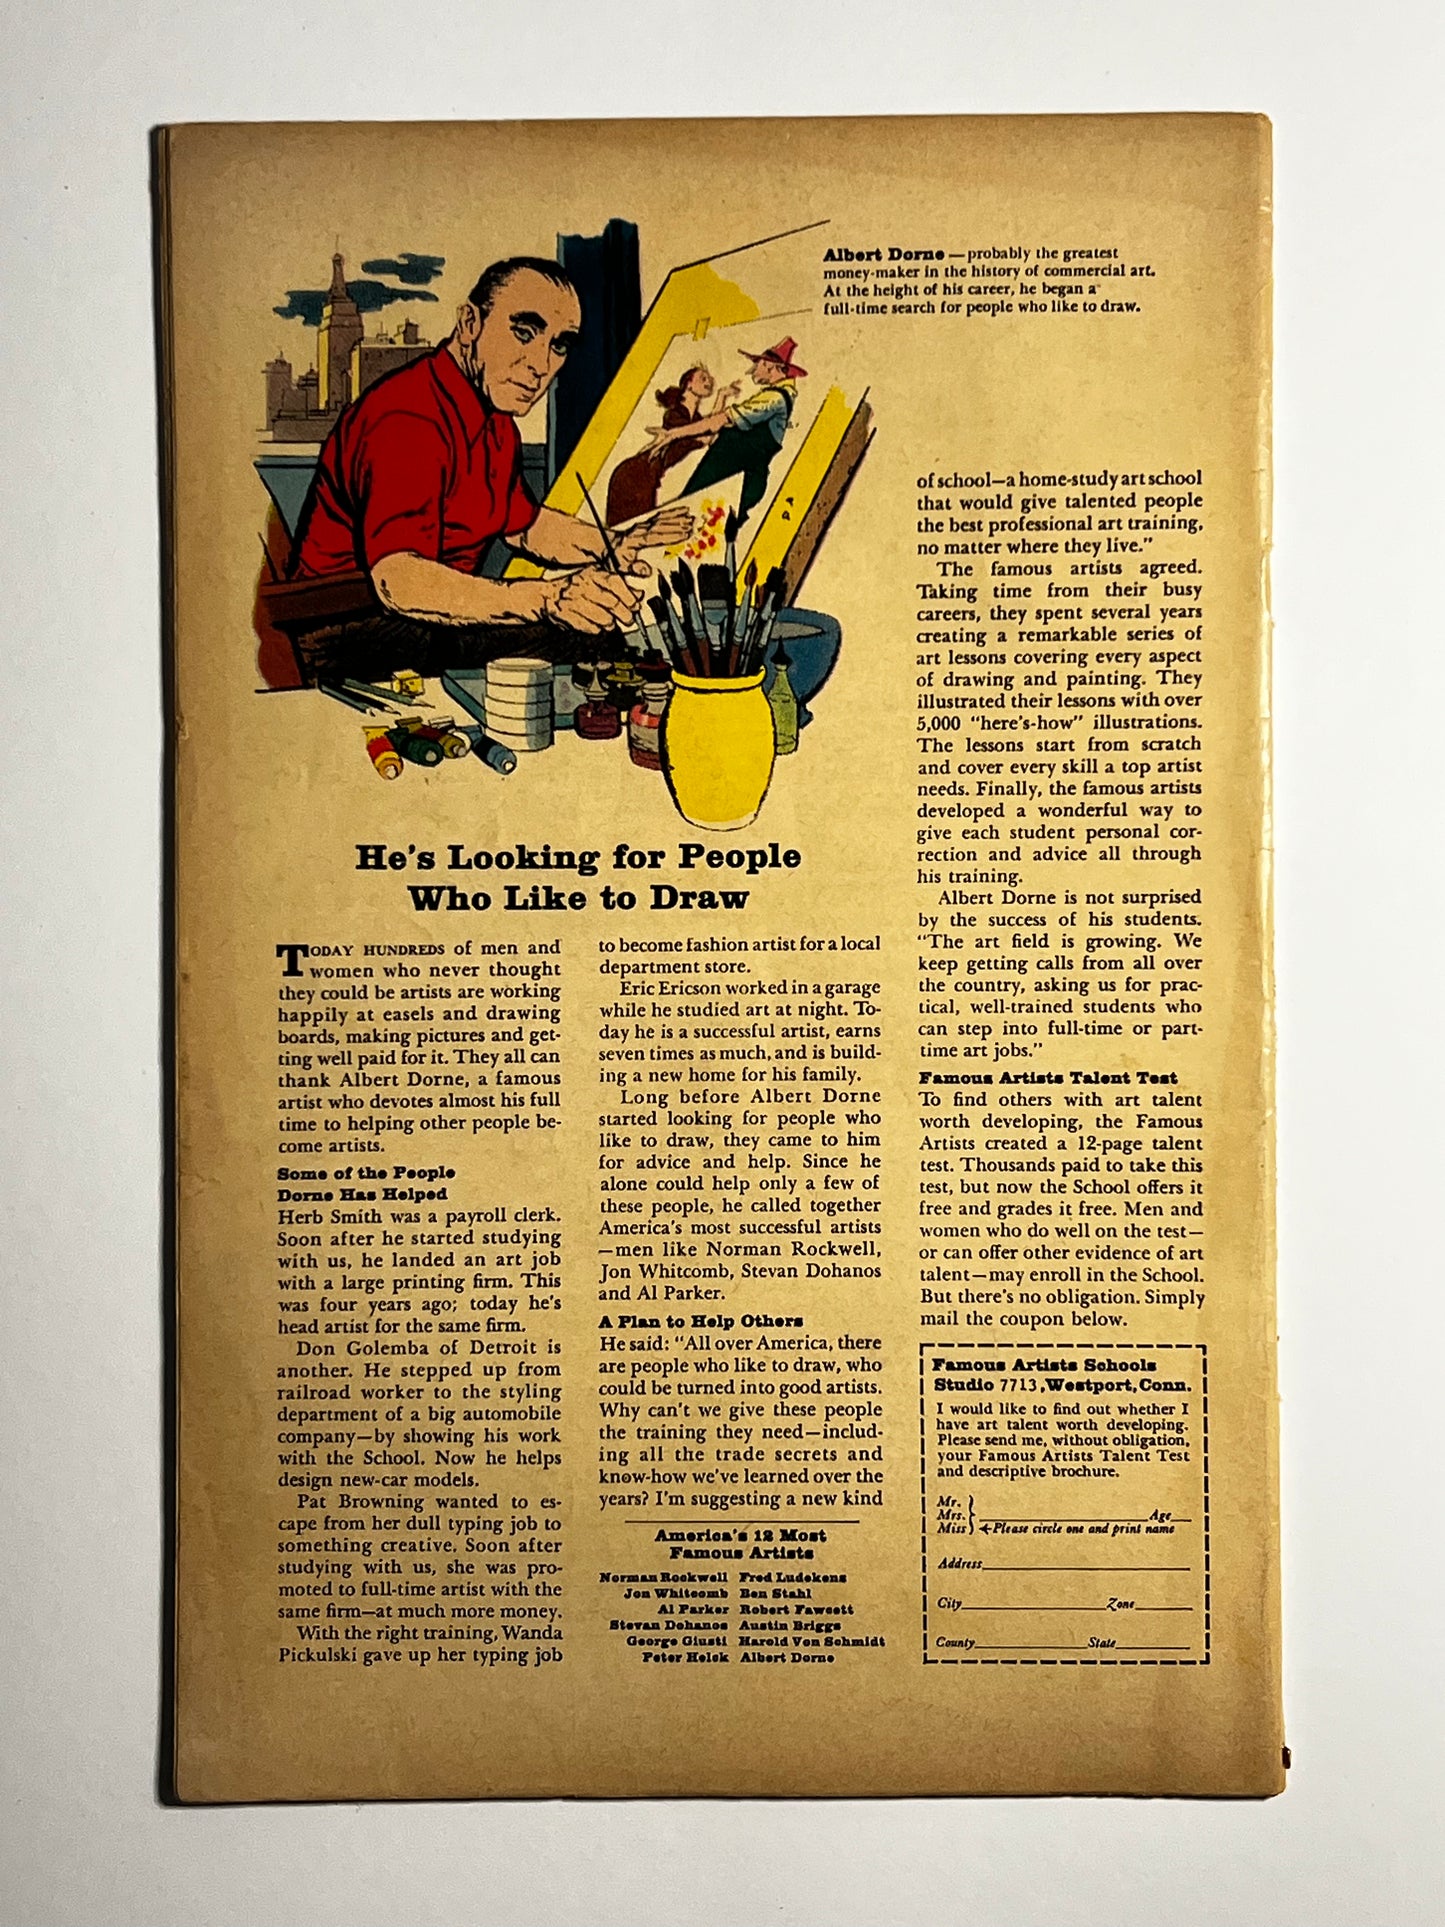 Albert Dorne — probably the greatest
money-maker in the history of commercial art.
At the height of his career, he began a
full-time search for people who like to draw.
He's Looking for People
Who Like to Draw
TODAY HUNDREDS of men and
women who never thought
they could be artists are working
happily at easels and drawing
boards, making pictures and get-
ting well paid for it. They all can
thank Albert Dorne, a famous
artist who devotes almost his full
time to helping other people be-
come artists.
Some of the People
Dorne Has Helped
Herb Smith was a payroll clerk.
Soon after he started studying
with us, he landed an art job
with a large printing firm. This
was four years ago; today he's
head artist for the same firm.
Don Golemba of Detroit is
another. He stepped up from
railroad worker to the styling
department of a big automobile
company—by showing his work
with the School. Now he helps
design new-car models.
Pat Browning wanted to es-
cape from her dull typing job to
something creative. Soon after
studying with us, she was pro-
moted to full-time artist with the
same firm—at much more money.
With the right training, Wanda
Pickulski gave up her typing job
to become fashion artist for a local
department store.
Eric Ericson worked in a garage
while he studied art at night. To-
day he is a successful artist, earns
seven times as much, and is build-
ing a new home for his family.
Long before Albert Dorne
started looking for people who
like to draw, they came to him
for advice and help. Since he
alone could help only a few of
these people, he called together
America's most successful artists
—men like Norman Rockwell,
Jon Whitcomb, Stevan Dohanos
and Al Parker.
A Plan to Help Others
He said: "All over America, there
are people who like to draw, who
could be turned into good artists.
Why can't we give these people
the training they need—includ-
ing all the trade secrets and
know-how we've learned over the
years? I'm suggesting a new kind
America's 12 Most
Famous Artists
Norman Rockwell Fred Ludekens
Jon Whitcomb Ben Stahl
Al Parker Robert Fawcett
Stevan Dohanos Austin Briggs
George Giusti Harold Von Schmidt
Peter Helck Albert Dorne
of school—a home-study art school
that would give talented people
the best professional art training,
no matter where they live."
The famous artists agreed.
Taking time from their busy
careers, they spent several years
creating a remarkable series of
art lessons covering every aspect
of drawing and painting. They
illustrated their lessons with over
5,000 "here's-how" illustrations.
The lessons start from scratch
and cover every skill a top artist
needs. Finally, the famous artists
developed a wonderful way to
give each student personal cor-
rection and advice all through
his training.
Albert Dorne is not surprised
by the success of his students.
"The art field is growing. We
keep getting calls from all over
the country, asking us for prac-
tical, well-trained students who
can step into full-time or part-
time art jobs."
Famous Artists Talent Test
To find others with art talent
worth developing, the Famous
Artists created a 12-page talent
test. Thousands paid to take this
test, but now the School offers it
free and grades it free. Men and
women who do well on the test—
or can offer other evidence of art
talent—may enroll in the School.
But there's no obligation. Simply
mail the coupon below.
Famous Artists Schools
Studio 7713, Westport, Conn.
I would like to find out whether I
have art talent worth developing.
Please send me, without obligation,
your Famous Artists Talent Test
and descriptive brochure.
Mr.
Mrs. Age
Miss Please circle one and print name
Address
City Zone
County State